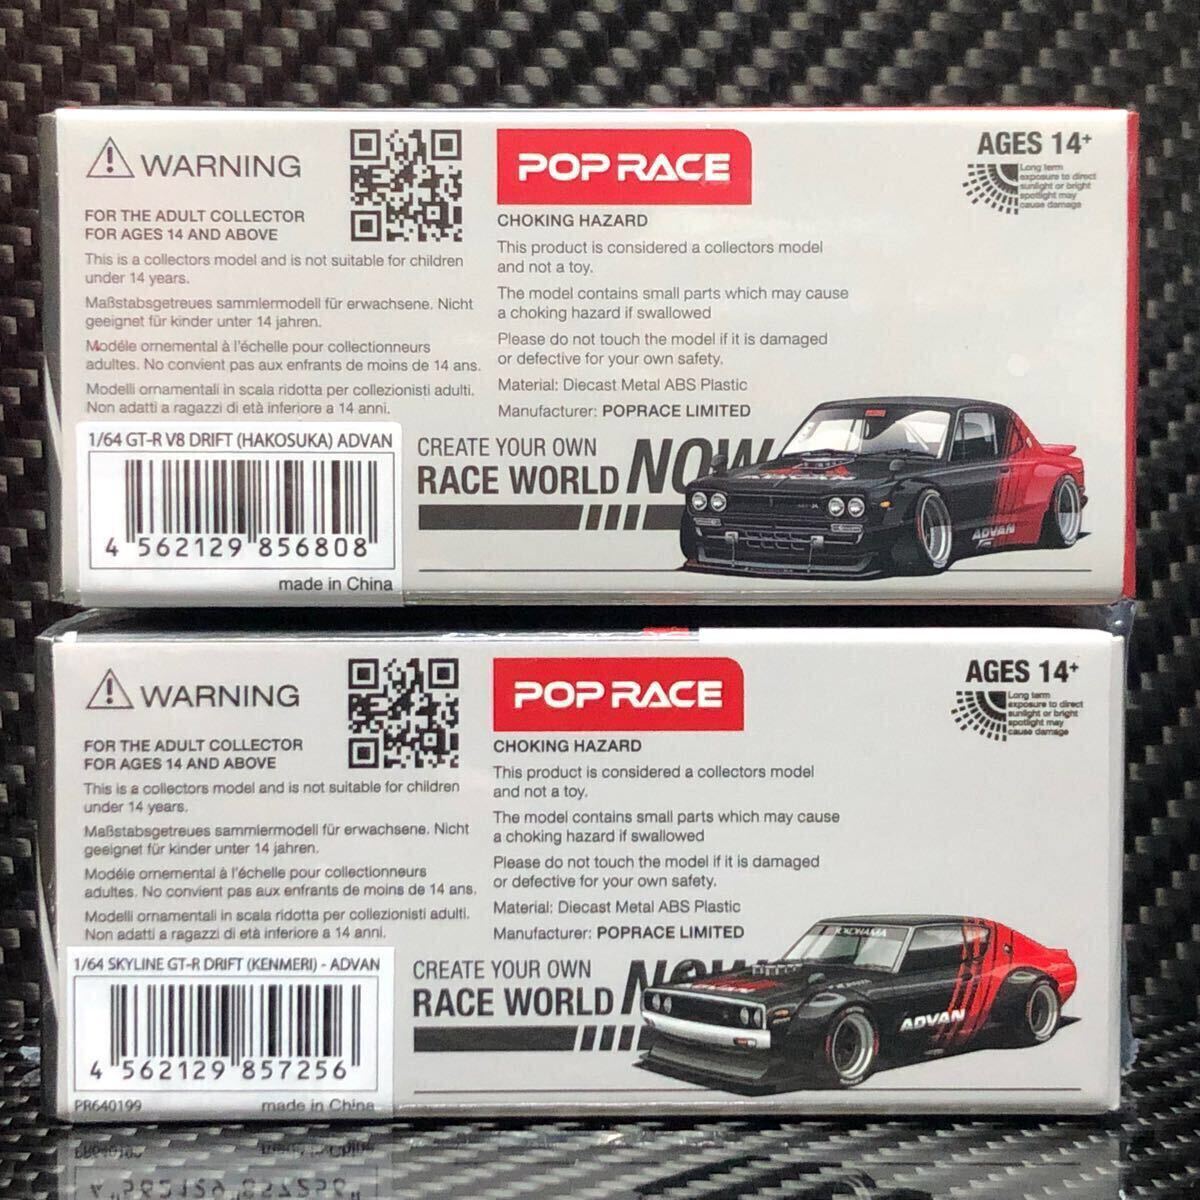 WARNING
FOR THE ADULT COLLECTOR
FOR AGES 14 AND ABOVE
This is a collectors model and is not suitable for children
under 14 years.
Maßstabsgetreues sammlermodell für erwachsene. Nicht
geeignet für kinder unter 14 jahren.
Modéle ornemental à l'échelle pour collectionneurs
adultes. No convient pas aux enfrants de moins de 14 ans.
Modelli ornamentali in scala ridotta per collezionisti adulti.
Non adatti a ragazzi di età inferiore a 14 anni.
1/64 GT-R V8 DRIFT (HAKOSUKA) ADVAN
4 562129 856808
made in China
POP RACE
CHOKING HAZARD
This product is considered a collectors model
and not a toy.
The model contains small parts which may cause
a choking hazard if swallowed
Please do not touch the model if it is damaged
or defective for your own safety.
Material: Diecast Metal ABS Plastic
Manufacturer: POPRACE LIMITED
CREATE YOUR OWN
RACE WORLD NOW
AGES 14+
Long term
exposure to direct
sunlight or bright
spotlight may
cause damage
ADVAN
WARNING
FOR THE ADULT COLLECTOR
FOR AGES 14 AND ABOVE
This is a collectors model and is not suitable for children
under 14 years.
Maßstabsgetreues sammlermodell für erwachsene. Nicht
geeignet für kinder unter 14 jahren.
Modéle ornemental à l'échelle pour collectionneurs
adultes. No convient pas aux enfrants de moins de 14 ans.
Modelli ornamentali in scala ridotta per collezionisti adulti.
Non adatti a ragazzi di età inferiore a 14 anni.
1/64 SKYLINE GT-R DRIFT (KENMERI) - ADVAN
4 562129 857256
PR640199 made in China
POP RACE
CHOKING HAZARD
This product is considered a collectors model
and not a toy.
The model contains small parts which may cause
a choking hazard if swallowed
Please do not touch the model if it is damaged
or defective for your own safety.
Material: Diecast Metal ABS Plastic
Manufacturer: POPRACE LIMITED
CREATE YOUR OWN
RACE WORLD NOW
AGES 14+
Long term
exposure to direct
sunlight or bright
spotlight may
cause damage
YOKOHAMA
ADVAN